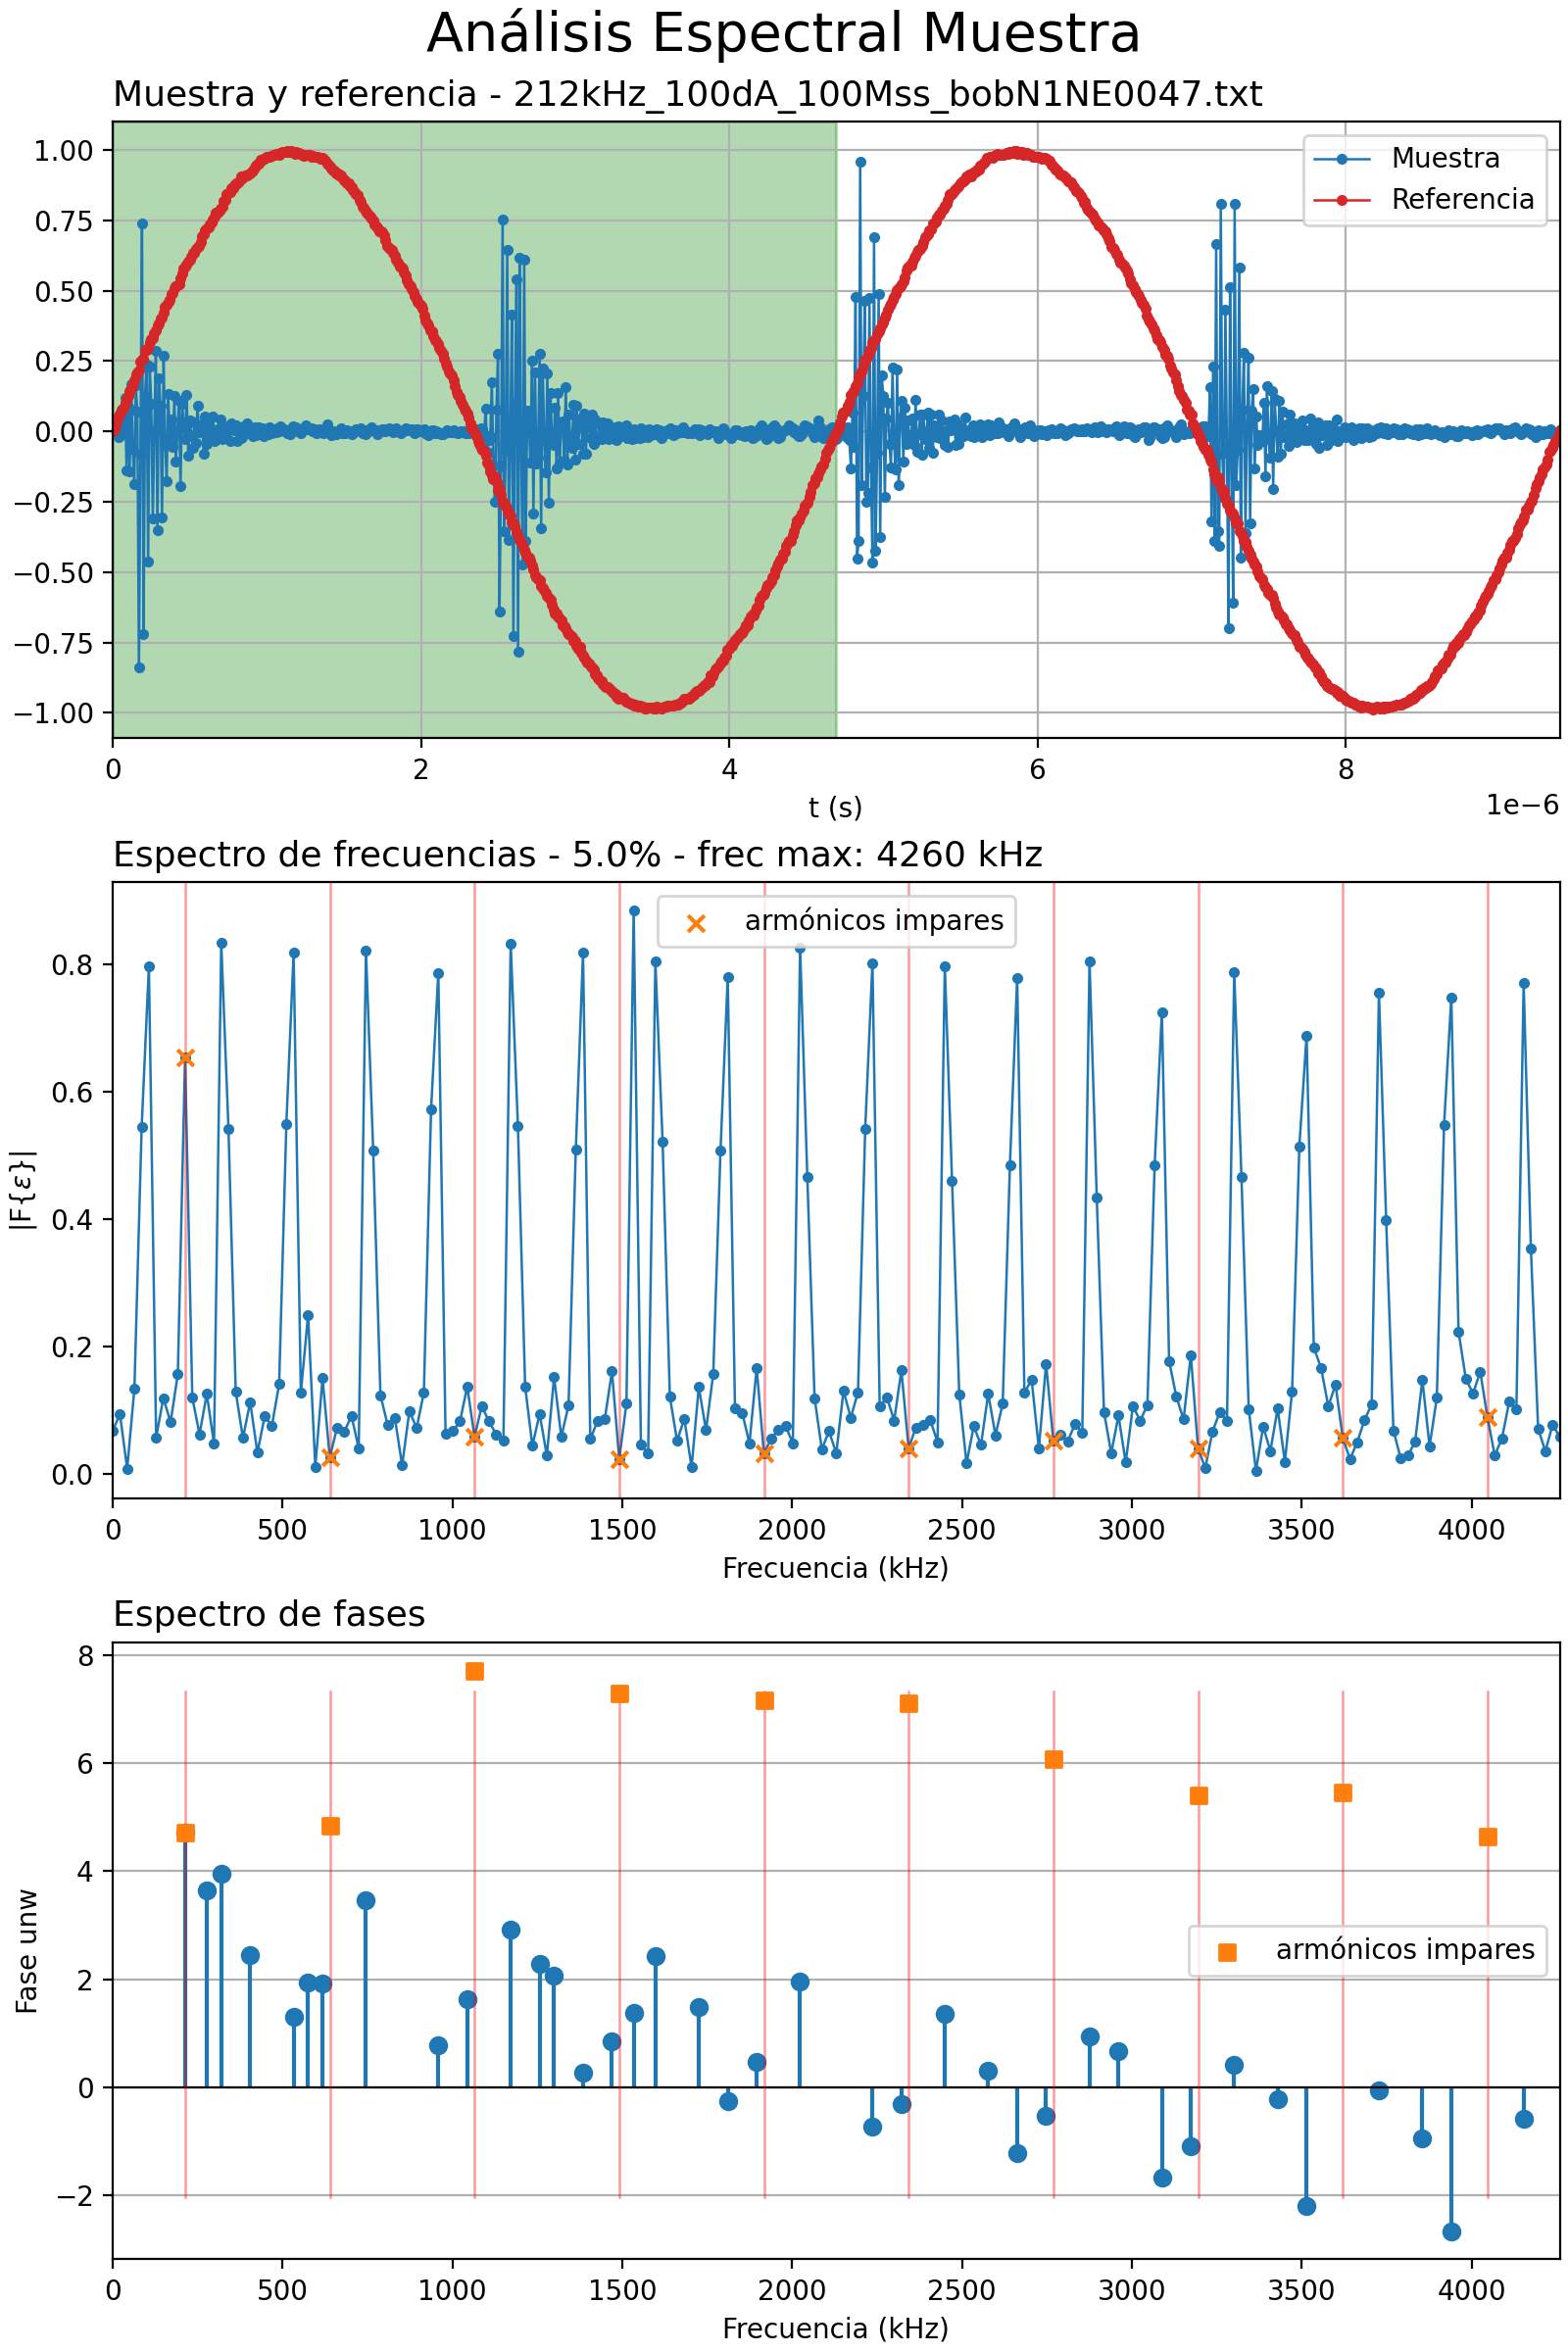 Análisis Espectral Muestra
Muestra y referencia - 212kHz_100dA_100Mss_bobN1NE0047.txt
1.00
0.75
0.50
0.25
0.00
−0.25
−0.50
−0.75
−1.00
Muestra
Referencia
0 2 4 6 8
t (s)
1e−6
Espectro de frecuencias - 5.0% - frec max: 4260 kHz
armónicos impares
|F{ε}|
0.8
0.6
0.4
0.2
0.0
0 500 1000 1500 2000 2500 3000 3500 4000
Frecuencia (kHz)
Espectro de fases
8
6
4
2
0
−2
Fase unw
armónicos impares
0 500 1000 1500 2000 2500 3000 3500 4000
Frecuencia (kHz)